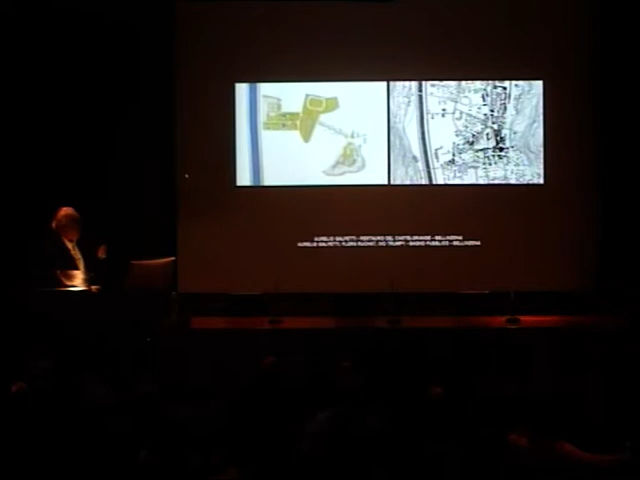 AURELIO GALFETTI - RESTAURO DEL CASTELGRANDE - BELLINZONA
AURELIO GALFETTI, FLORA RUCHAT, IVO TRUMPY - BAGNO PUBBLICO - BELLINZONA